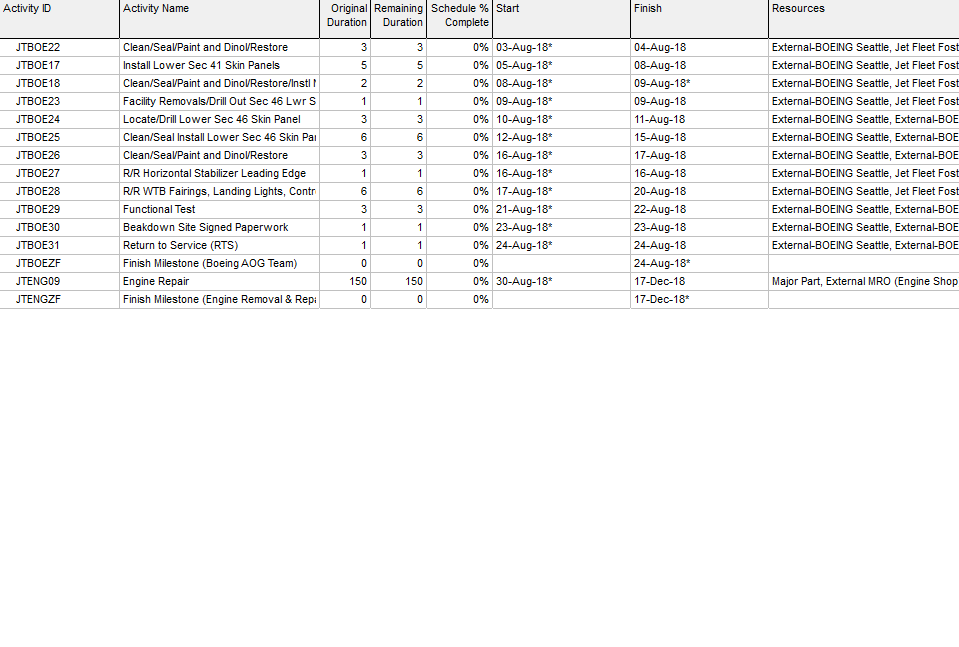 Activity ID Activity Name Original Duration Remaining Duration Schedule % Complete Start Finish Resources
JTBOE22 Clean/Seal/Paint and Dinol/Restore 3 3 0% 03-Aug-18* 04-Aug-18 External-BOEING Seattle, Jet Fleet Fost
JTBOE17 Install Lower Sec 41 Skin Panels 5 5 0% 05-Aug-18* 08-Aug-18 External-BOEING Seattle, Jet Fleet Fost
JTBOE18 Clean/Seal/Paint and Dinol/Restore/Instl 2 2 0% 08-Aug-18* 09-Aug-18* External-BOEING Seattle, Jet Fleet Fost
JTBOE23 Facility Removals/Drill Out Sec 46 Lwr S 1 1 0% 09-Aug-18* 09-Aug-18 External-BOEING Seattle, Jet Fleet Fost
JTBOE24 Locate/Drill Lower Sec 46 Skin Panel 3 3 0% 10-Aug-18* 11-Aug-18 External-BOEING Seattle, External-BOE
JTBOE25 Clean/Seal Install Lower Sec 46 Skin Pa 6 6 0% 12-Aug-18* 15-Aug-18 External-BOEING Seattle, External-BOE
JTBOE26 Clean/Seal/Paint and Dinol/Restore 3 3 0% 16-Aug-18* 17-Aug-18 External-BOEING Seattle, External-BOE
JTBOE27 R/R Horizontal Stabilizer Leading Edge 1 1 0% 16-Aug-18* 16-Aug-18 External-BOEING Seattle, Jet Fleet Fost
JTBOE28 R/R WTB Fairings, Landing Lights, Contr 6 6 0% 17-Aug-18* 20-Aug-18 External-BOEING Seattle, Jet Fleet Fost
JTBOE29 Functional Test 3 3 0% 21-Aug-18* 22-Aug-18 External-BOEING Seattle, External-BOE
JTBOE30 Beakdown Site Signed Paperwork 1 1 0% 23-Aug-18* 23-Aug-18 External-BOEING Seattle, External-BOE
JTBOE31 Return to Service (RTS) 1 1 0% 24-Aug-18* 24-Aug-18 External-BOEING Seattle, External-BOE
JTBOEZF Finish Milestone (Boeing AOG Team) 0 0 0% 24-Aug-18*
JTENG09 Engine Repair 150 150 0% 30-Aug-18* 17-Dec-18 Major Part, External MRO (Engine Shop
JTENGZF Finish Milestone (Engine Removal & Repa 0 0 0% 17-Dec-18*